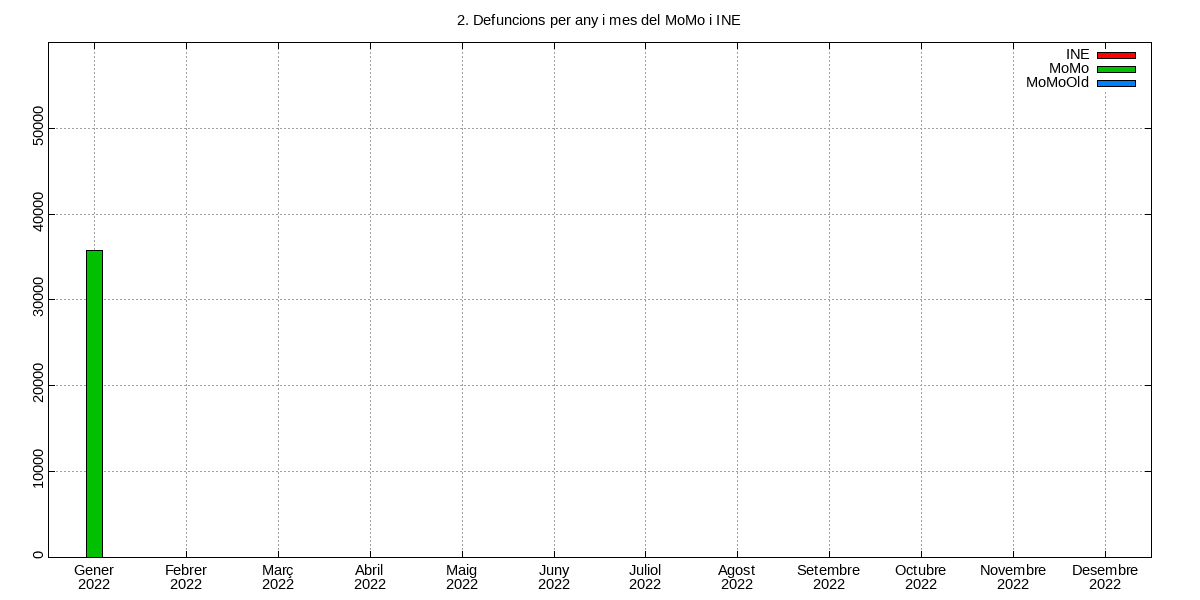 2. Defuncions per any i mes del MoMo i INE
INE
MoMo
MoMoOld
50000
40000
30000
20000
10000
0
Gener Febrer Març Abril Maig Juny Juliol Agost Setembre Octubre Novembre Desembre
2022 2022 2022 2022 2022 2022 2022 2022 2022 2022 2022 2022